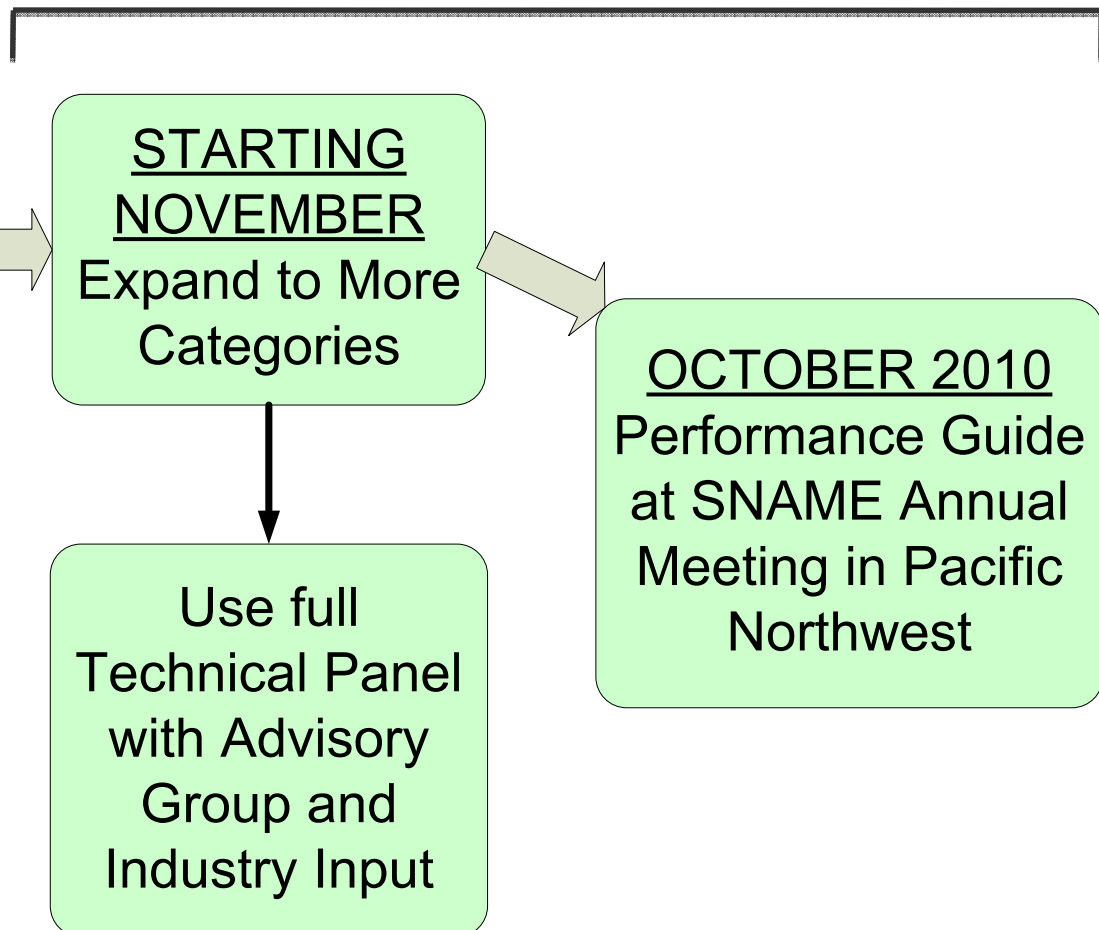 STARTING
NOVEMBER
Expand to More
Categories
OCTOBER 2010
Performance Guide
at SNAME Annual
Meeting in Pacific
Northwest
Use full
Technical Panel
with Advisory
Group and
Industry Input